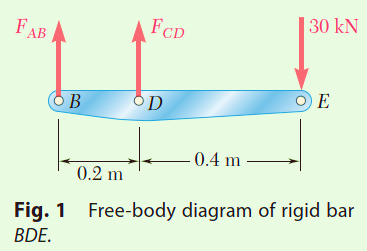 F_AB F_CD 30 kN
B D E
0.2 m 0.4 m
Fig. 1 Free-body diagram of rigid bar
BDE.